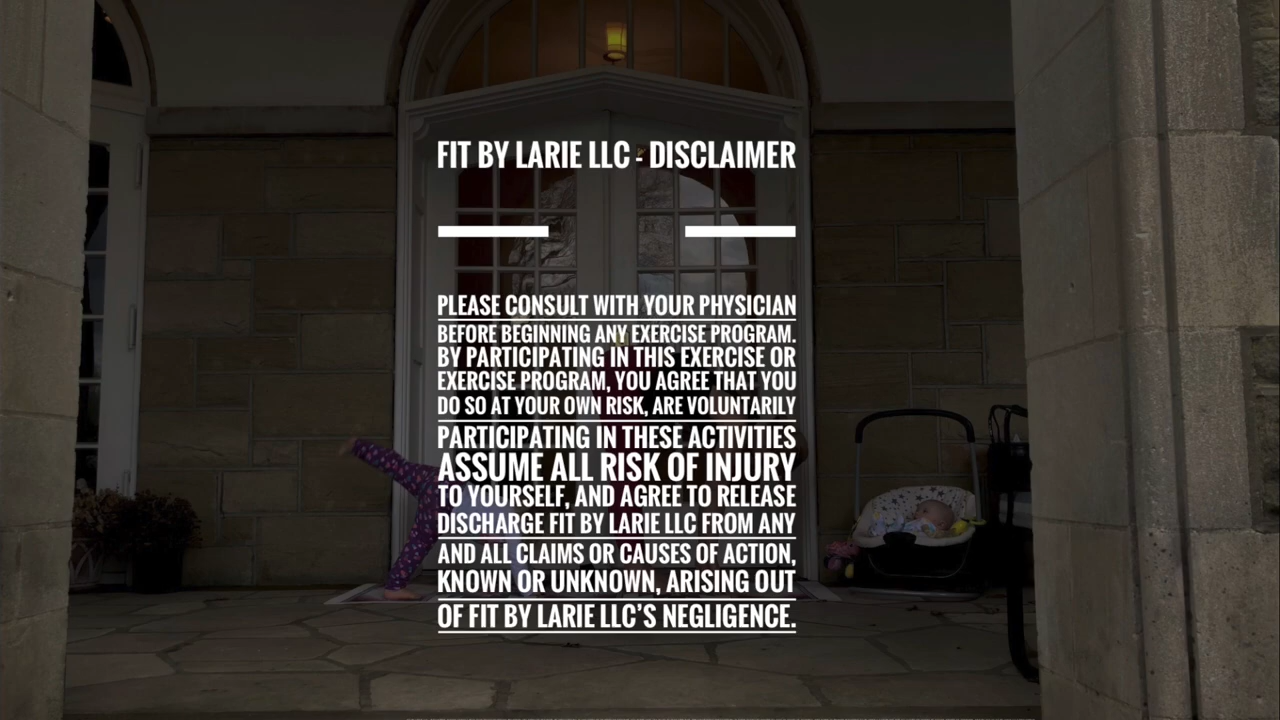 FIT BY LARIE LLC - DISCLAIMER
PLEASE CONSULT WITH YOUR PHYSICIAN
BEFORE BEGINNING ANY EXERCISE PROGRAM.
BY PARTICIPATING IN THIS EXERCISE OR
EXERCISE PROGRAM, YOU AGREE THAT YOU
DO SO AT YOUR OWN RISK, ARE VOLUNTARILY
PARTICIPATING IN THESE ACTIVITIES
ASSUME ALL RISK OF INJURY
TO YOURSELF, AND AGREE TO RELEASE
DISCHARGE FIT BY LARIE LLC FROM ANY
AND ALL CLAIMS OR CAUSES OF ACTION,
KNOWN OR UNKNOWN, ARISING OUT
OF FIT BY LARIE LLC'S NEGLIGENCE.